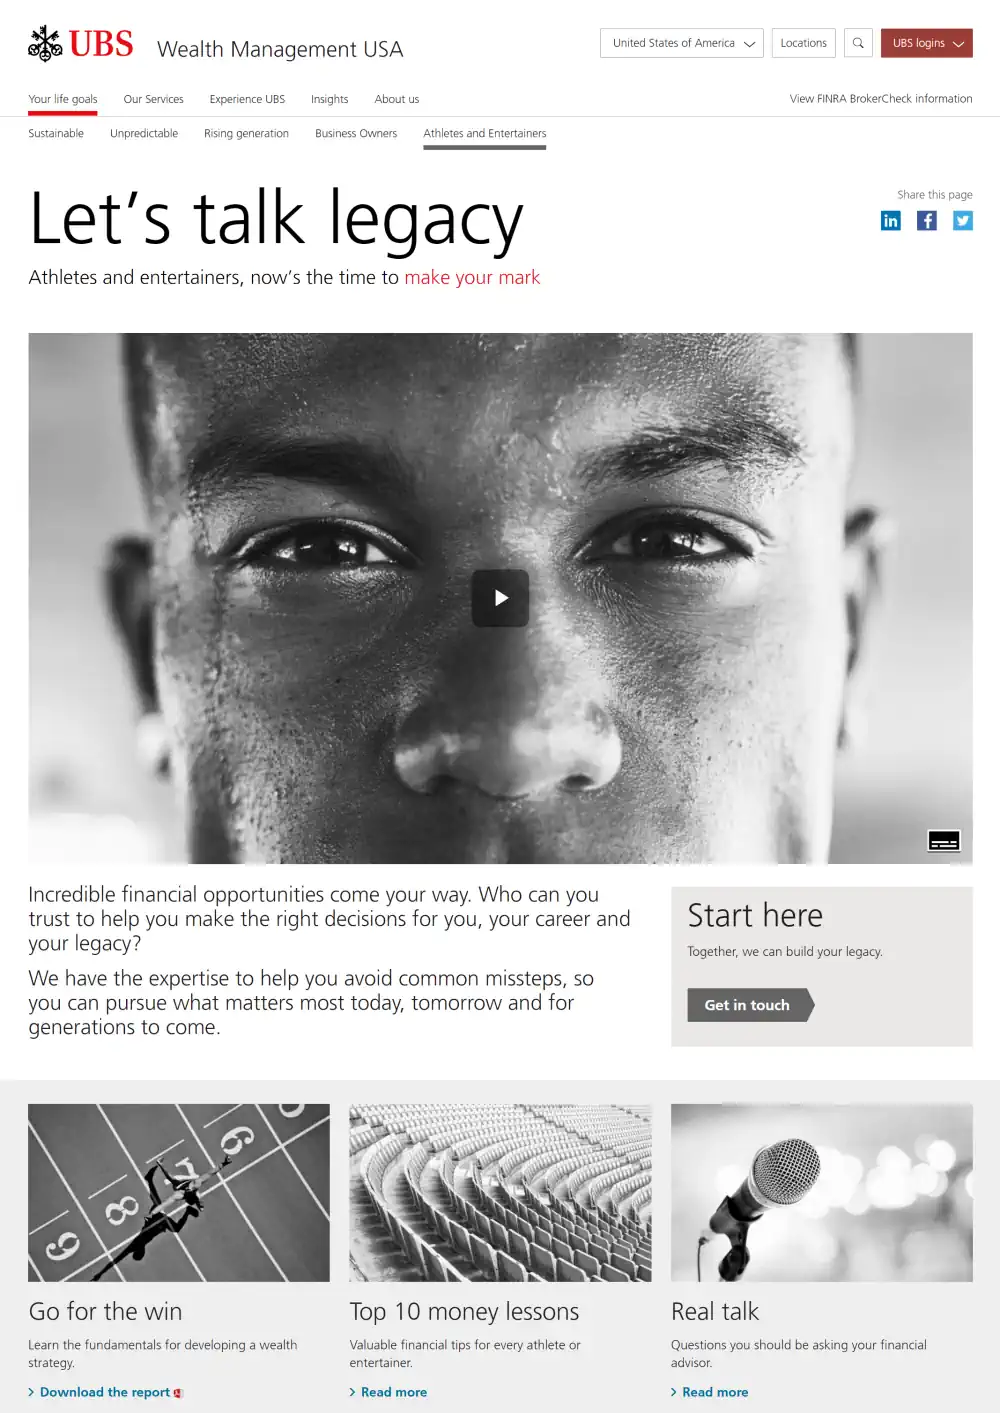 UBS Wealth Management USA
United States of America
Locations
UBS logins
Your life goals
Our Services
Experience UBS
Insights
About us
View FINRA BrokerCheck information
Sustainable
Unpredictable
Rising generation
Business Owners
Athletes and Entertainers
Let's talk legacy
Share this page
in
f
Athletes and entertainers, now's the time to make your mark
Incredible financial opportunities come your way. Who can you
trust to help you make the right decisions for you, your career and
your legacy?
We have the expertise to help you avoid common missteps, so
you can pursue what matters most today, tomorrow and for
generations to come.
Start here
Together, we can build your legacy.
Get in touch
9
8
7
6
Go for the win
Learn the fundamentals for developing a wealth
strategy.
Download the report
Top 10 money lessons
Valuable financial tips for every athlete or
entertainer.
Read more
Real talk
Questions you should be asking your financial
advisor.
Read more